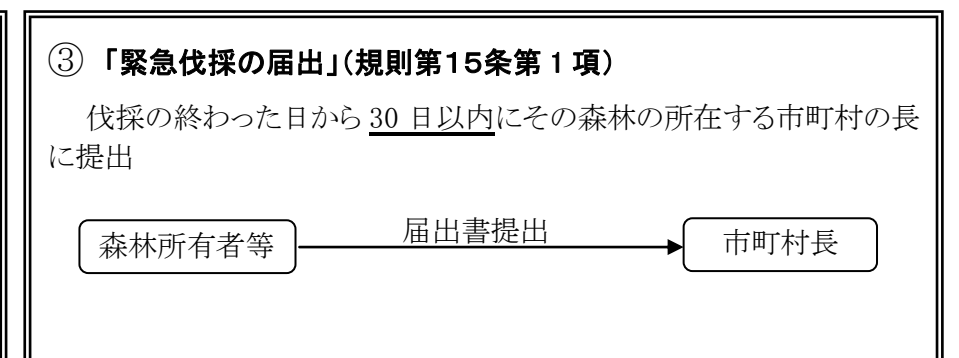 ③「緊急伐採の届出」（規則第15条第１項）
伐採の終わった日から 30 日以内にその森林の所在する市町村の長
に提出
届出書提出
森林所有者等
市町村長